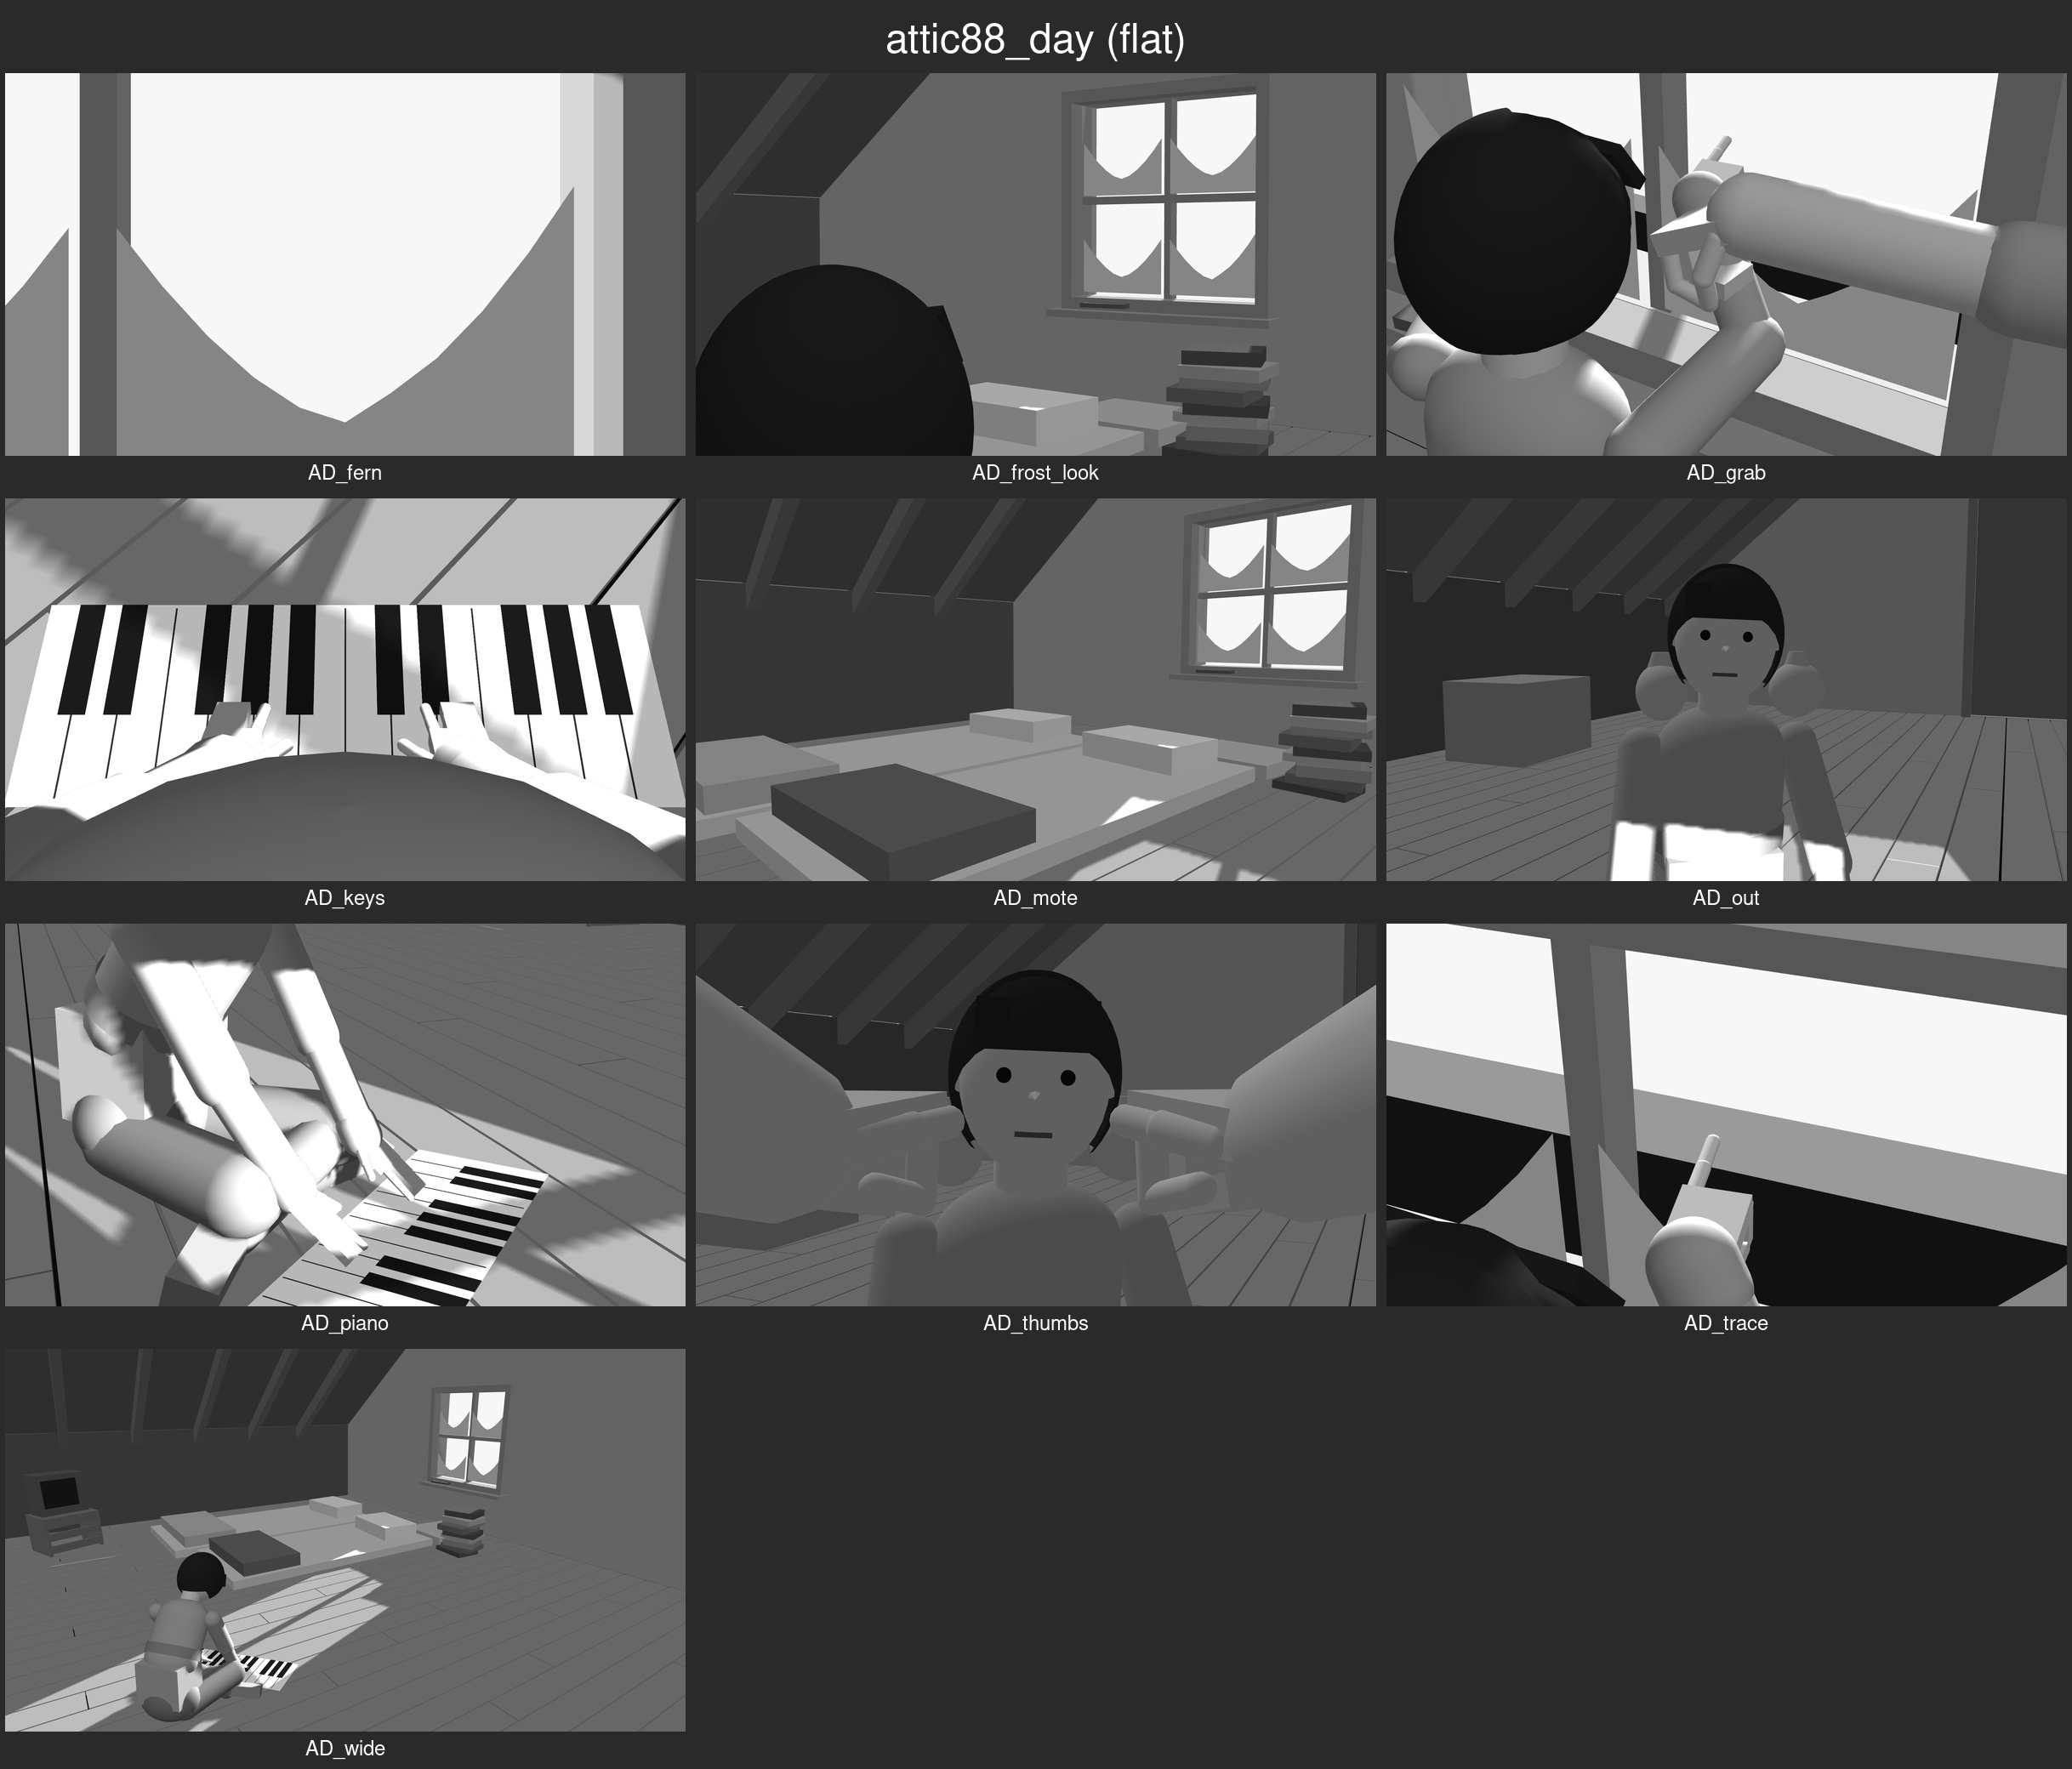 attic88_day (flat)
AD_fern
AD_frost_look
AD_grab
AD_keys
AD_mote
AD_out
AD_piano
AD_thumbs
AD_trace
AD_wide